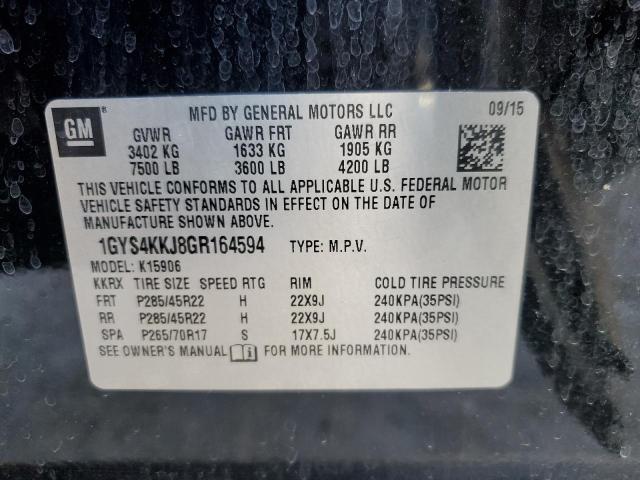 GM ®
MFD BY GENERAL MOTORS LLC 09/15
GVWR GAWR FRT GAWR RR
3402 KG 1633 KG 1905 KG
7500 LB 3600 LB 4200 LB
THIS VEHICLE CONFORMS TO ALL APPLICABLE U.S. FEDERAL MOTOR
VEHICLE SAFETY STANDARDS IN EFFECT ON THE DATE OF
MANUFACTURE SHOWN ABOVE.
1GYS4KKJ8GR164594 TYPE: M.P.V.
MODEL: K15906
KKRX TIRE SIZE SPEED RTG RIM COLD TIRE PRESSURE
FRT P285/45R22 H 22X9J 240KPA(35PSI)
RR P285/45R22 H 22X9J 240KPA(35PSI)
SPA P265/70R17 S 17X7.5J 240KPA(35PSI)
SEE OWNER'S MANUAL FOR MORE INFORMATION.